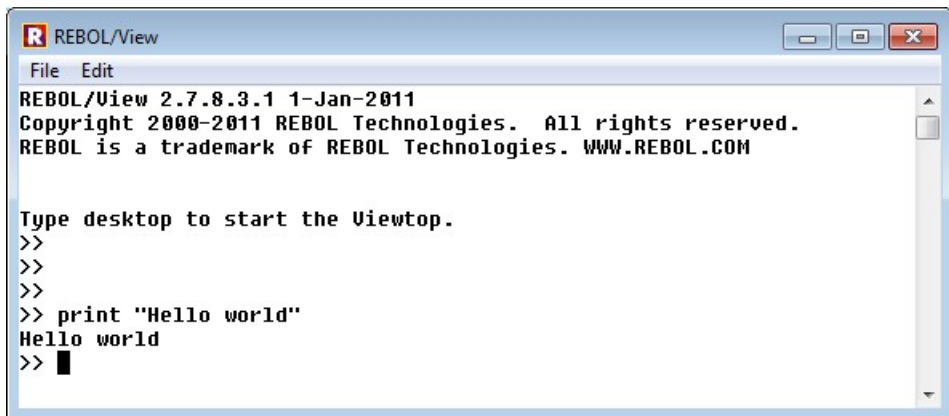 R REBOL/View
File Edit
REBOL/View 2.7.8.3.1 1-Jan-2011
Copyright 2000-2011 REBOL Technologies.  All rights reserved.
REBOL is a trademark of REBOL Technologies. WWW.REBOL.COM
Type desktop to start the Viewtop.
>>
>>
>>
>> print "Hello world"
Hello world
>>